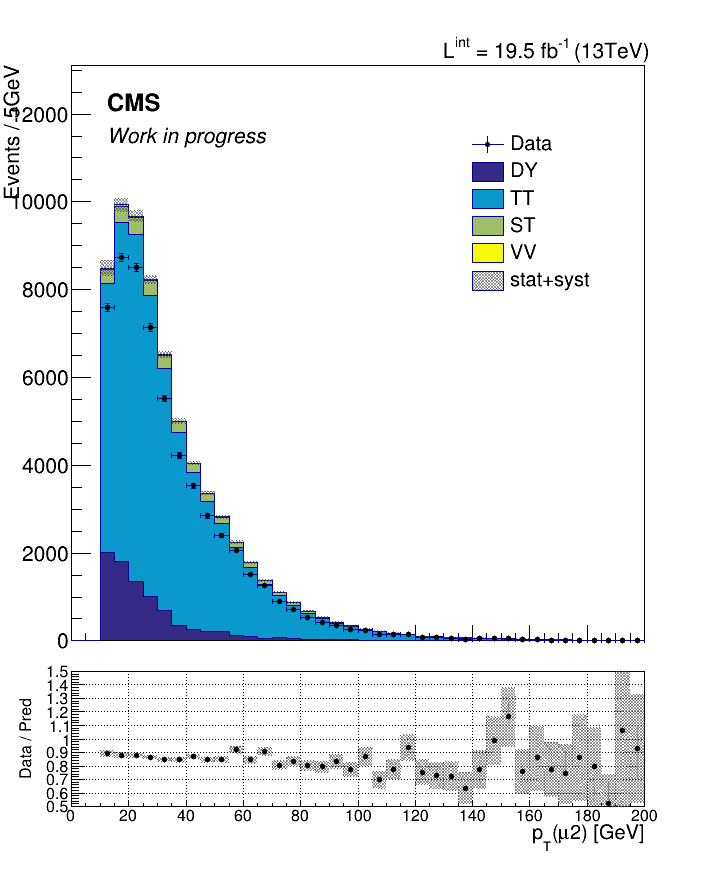 L^int = 19.5 fb^-1 (13TeV)
Events / 5GeV
CMS
Work in progress
Data
DY
TT
ST
VV
stat+syst
12000
10000
8000
6000
4000
2000
0
Data / Pred
1.5
1.4
1.3
1.2
1.1
1
0.9
0.8
0.7
0.6
0.5
0 20 40 60 80 100 120 140 160 180 200
p_T(μ2) [GeV]